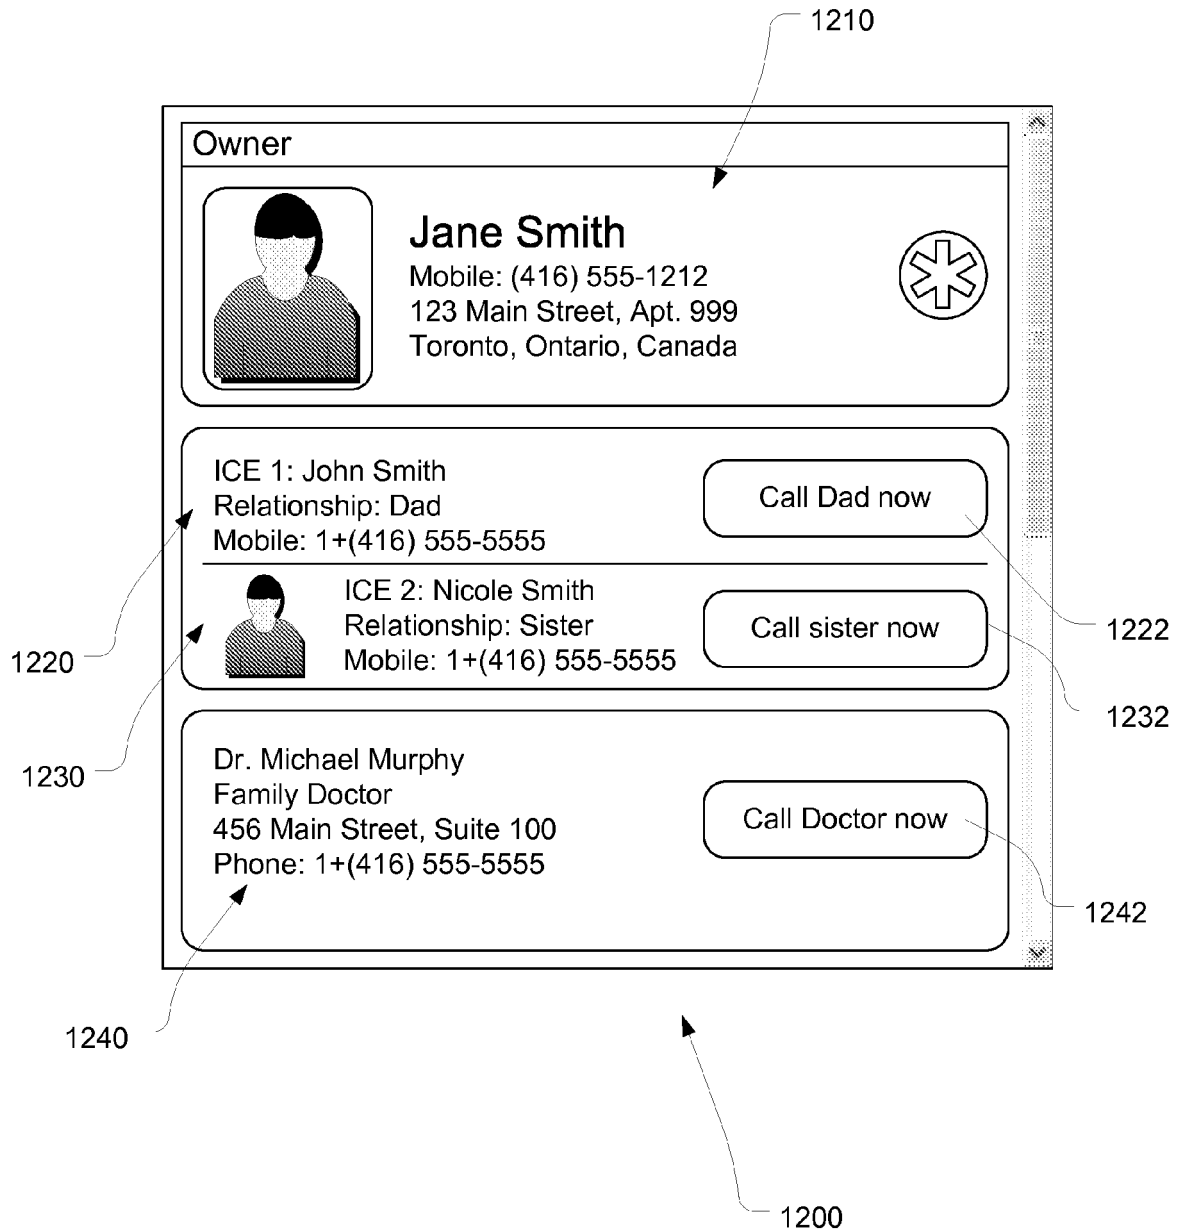 1210
Owner
Jane Smith
Mobile: (416) 555-1212
123 Main Street, Apt. 999
Toronto, Ontario, Canada
ICE 1: John Smith
Relationship: Dad
Mobile: 1+(416) 555-5555
Call Dad now
ICE 2: Nicole Smith
Relationship: Sister
Mobile: 1+(416) 555-5555
Call sister now
1220
1222
1230
1232
Dr. Michael Murphy
Family Doctor
456 Main Street, Suite 100
Phone: 1+(416) 555-5555
Call Doctor now
1242
1240
1200